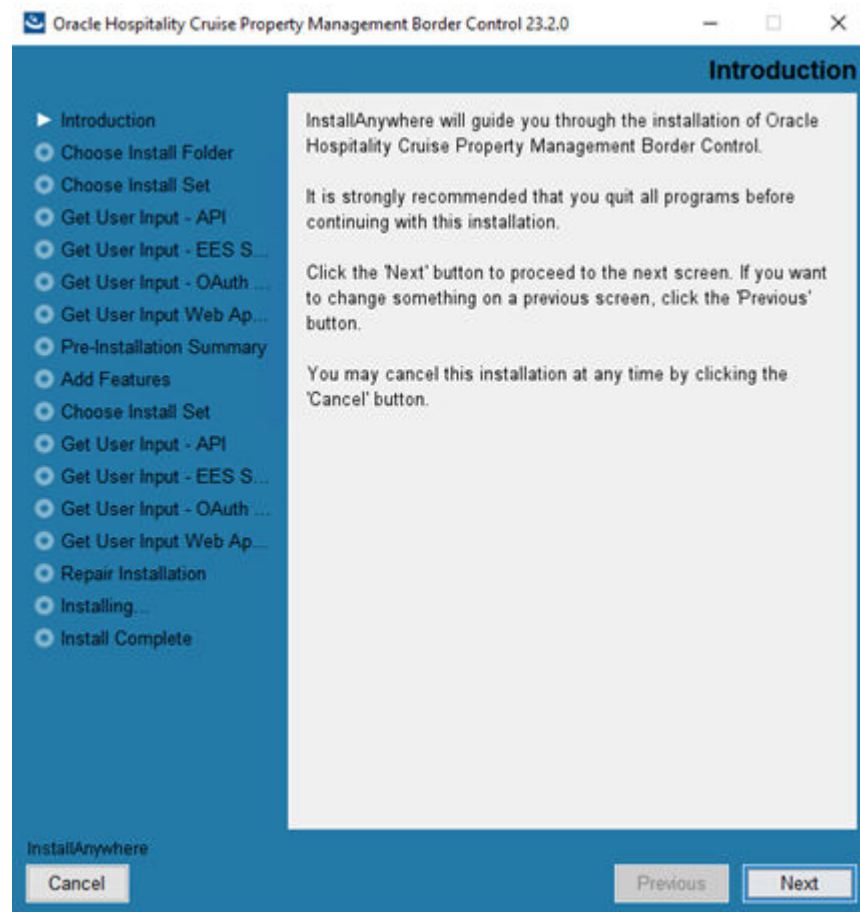 Oracle Hospitality Cruise Property Management Border Control 23.2.0
Introduction
Introduction
Choose Install Folder
Choose Install Set
Get User Input - API
Get User Input - EES S...
Get User Input - OAuth ...
Get User Input Web Ap...
Pre-Installation Summary
Add Features
Choose Install Set
Get User Input - API
Get User Input - EES S...
Get User Input - OAuth ...
Get User Input Web Ap...
Repair Installation
Installing...
Install Complete
InstallAnywhere will guide you through the installation of Oracle
Hospitality Cruise Property Management Border Control.
It is strongly recommended that you quit all programs before
continuing with this installation.
Click the 'Next' button to proceed to the next screen. If you want
to change something on a previous screen, click the 'Previous'
button.
You may cancel this installation at any time by clicking the
'Cancel' button.
InstallAnywhere
Cancel
Previous
Next